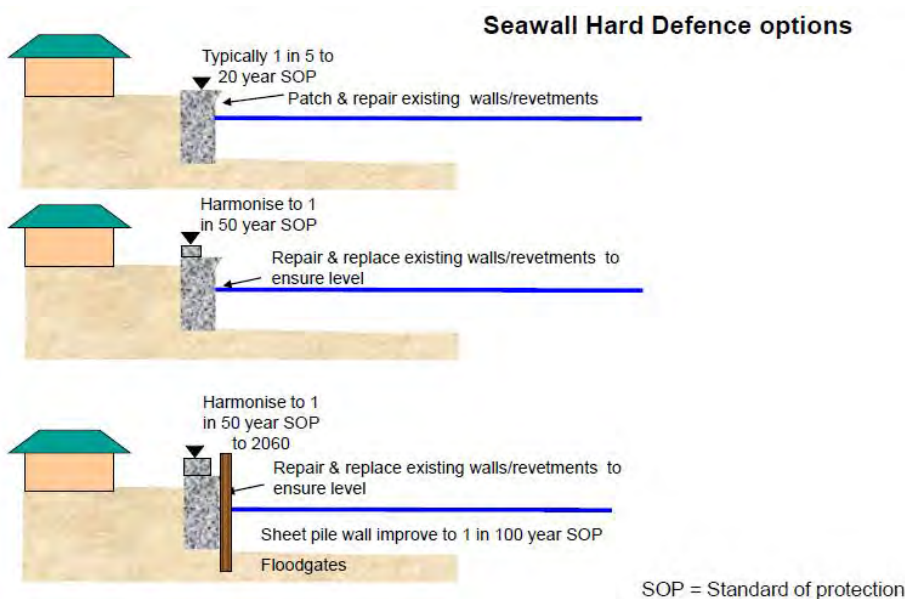 Seawall Hard Defence options
Typically 1 in 5 to
20 year SOP
Patch & repair existing walls/revetments
Harmonise to 1
in 50 year SOP
Repair & replace existing walls/revetments to
ensure level
Harmonise to 1
in 50 year SOP
to 2060
Repair & replace existing walls/revetments to
ensure level
Sheet pile wall improve to 1 in 100 year SOP
Floodgates
SOP = Standard of protection